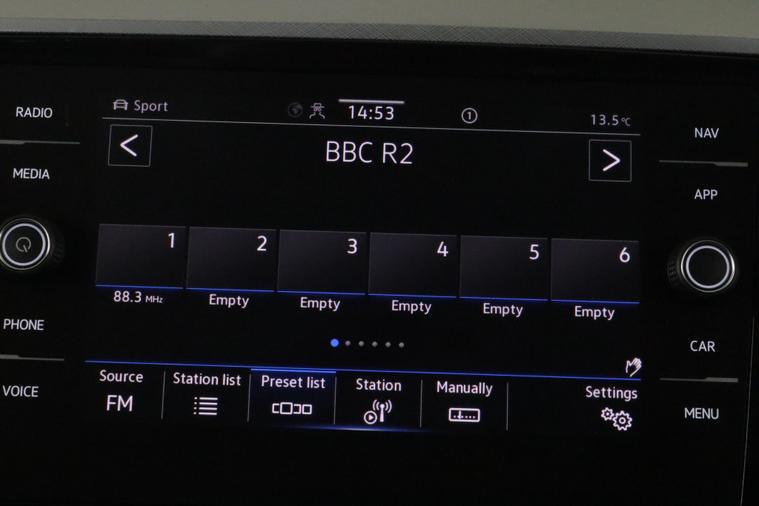 RADIO
MEDIA
PHONE
VOICE
Sport
14:53
1
13.5 °C
<
BBC R2
>
1
2
3
4
5
6
88.3 MHz
Empty
Empty
Empty
Empty
Empty
Source
FM
Station list
Preset list
Station
Manually
Settings
NAV
APP
CAR
MENU